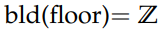 bld(floor)= ℤ